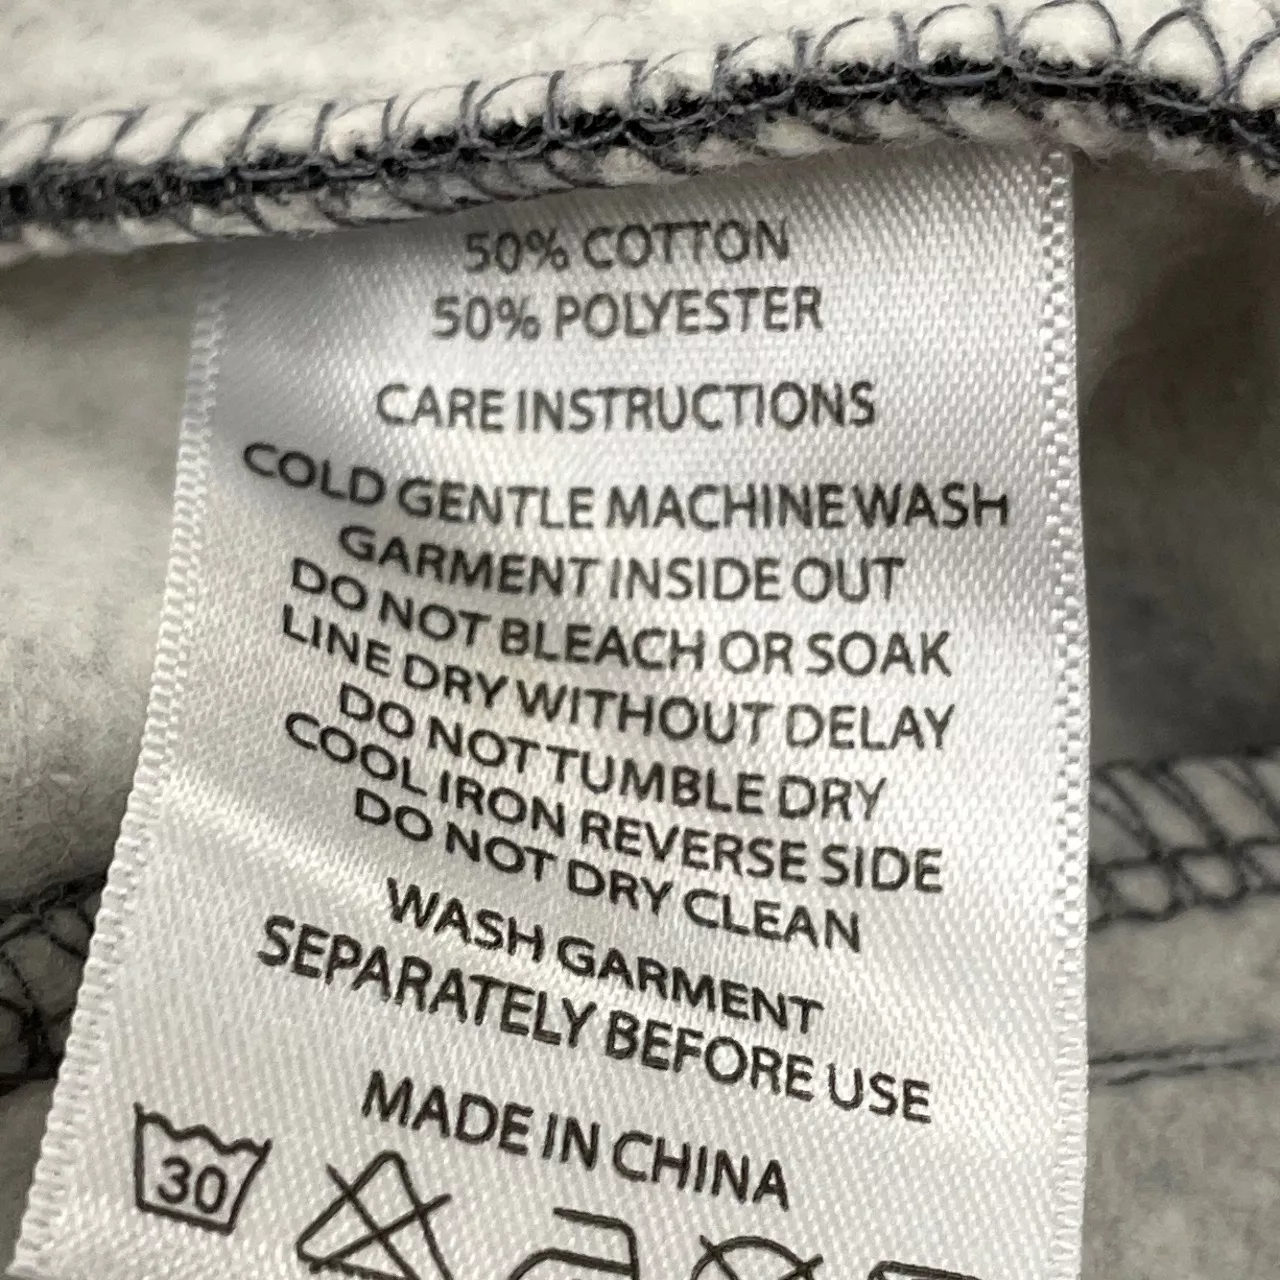 50% COTTON
50% POLYESTER
CARE INSTRUCTIONS
COLD GENTLE MACHINE WASH
GARMENT INSIDE OUT
DO NOT BLEACH OR SOAK
LINE DRY WITHOUT DELAY
DO NOT TUMBLE DRY
COOL IRON REVERSE SIDE
DO NOT DRY CLEAN
WASH GARMENT
SEPARATELY BEFORE USE
MADE IN CHINA
30